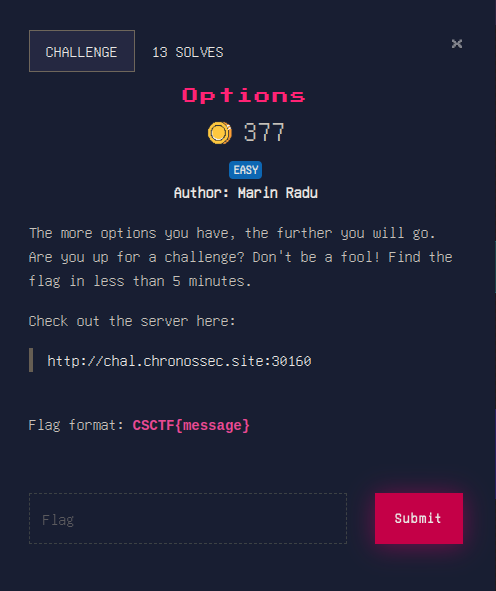 CHALLENGE 13 SOLVES ×
Options
377
EASY
Author: Marin Radu
The more options you have, the further you will go.
Are you up for a challenge? Don't be a fool! Find the
flag in less than 5 minutes.
Check out the server here:
http://chal.chronossec.site:30160
Flag format: CSCTF{message}
Flag
Submit